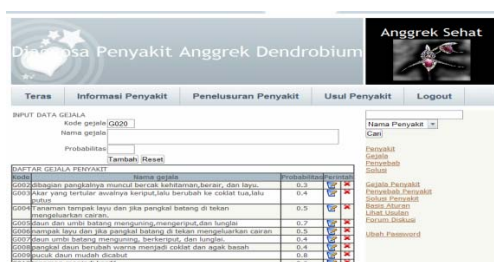 Diagnosa Penyakit Anggrek Dendrobium
Anggrek Sehat
Teras Informasi Penyakit Penelusuran Penyakit Usul Penyakit Logout
INPUT DATA GEJALA
Kode gejala G020
Nama gejala
Probabilitas
Tambah Reset
Nama Penyakit
Cari
Penyakit
Gejala
Penyebab
Solusi
Gejala Penyakit
Penyebab Penyakit
Solusi Penyakit
Basis Aturan
Lihat Usulan
Forum Diskusi
Ubah Password
DAFTAR GEJALA PENYAKIT
Kode Nama gejala Probabilitas Perintah
G002 dibagian pangkalnya muncul bercak kehitaman,berair, dan layu. 0.3
G003 Akar yang tertular awalnya keriput,lalu berubah ke coklat dan lalu putus 0.4
G004 Tanaman tampak layu dan jika pangkal batang di tekan mengeluarkan cairan. 0.5
G005 daun dan umbi batang menguning,mengeriput,dan lunglai 0.7
G006 nampak layu dan jika pangkal batang di tekan mengeluarkan cairan 0.5
G007 daun umbi batang menguning, berkeriput, dan lunglai. 0.4
G008 pangkal daun berubah warna menjadi coklat dan agak basah 0.4
G009 pucuk daun mudah dicabut 0.8